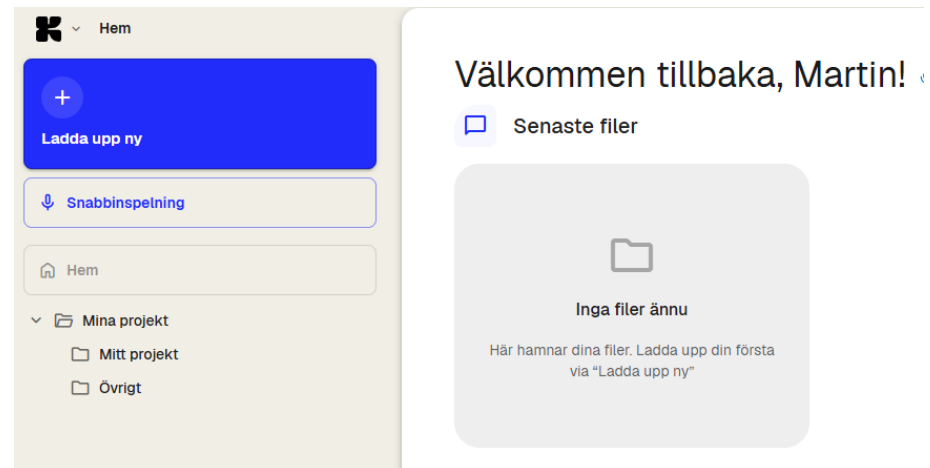 Hem
Ladda upp ny
Snabbinspelning
Hem
Mina projekt
Mitt projekt
Övrigt
Välkommen tillbaka, Martin!
Senaste filer
Inga filer ännu
Här hamnar dina filer. Ladda upp din första
via “Ladda upp ny”